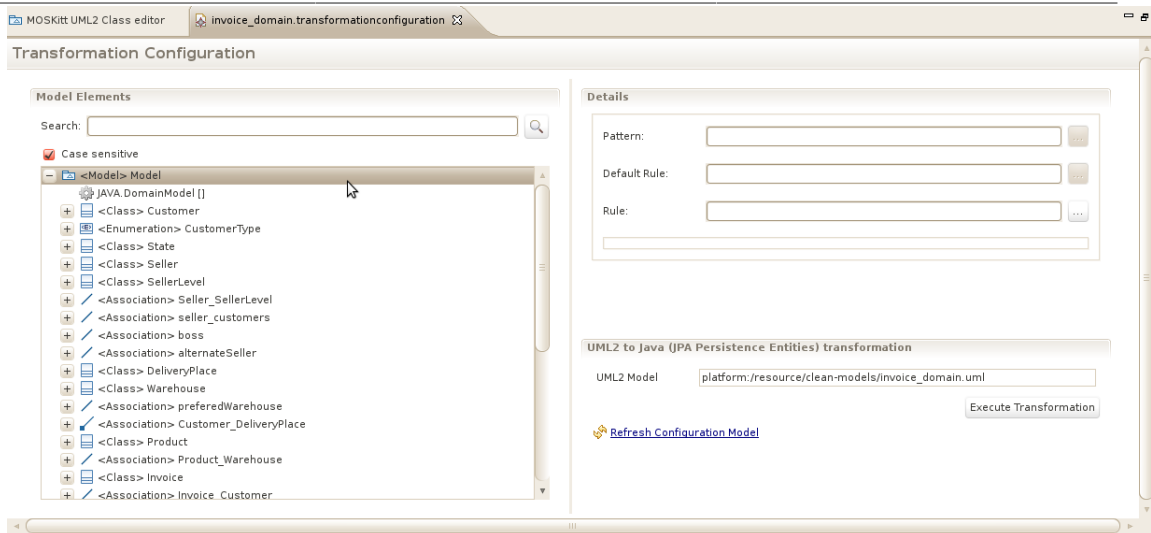 MOSKitt UML2 Class editor
invoice_domain.transformationconfiguration
Transformation Configuration
Model Elements
Search:
Case sensitive
<Model> Model
JAVA.DomainModel []
<Class> Customer
<Enumeration> CustomerType
<Class> State
<Class> Seller
<Class> SellerLevel
<Association> Seller_SellerLevel
<Association> seller_customers
<Association> boss
<Association> alternateSeller
<Class> DeliveryPlace
<Class> Warehouse
<Association> preferedWarehouse
<Association> Customer_DeliveryPlace
<Class> Product
<Association> Product_Warehouse
<Class> Invoice
<Association> Invoice_Customer
Details
Pattern:
...
Default Rule:
...
Rule:
...
UML2 to Java (JPA Persistence Entities) transformation
UML2 Model
platform:/resource/clean-models/invoice_domain.uml
Execute Transformation
Refresh Configuration Model